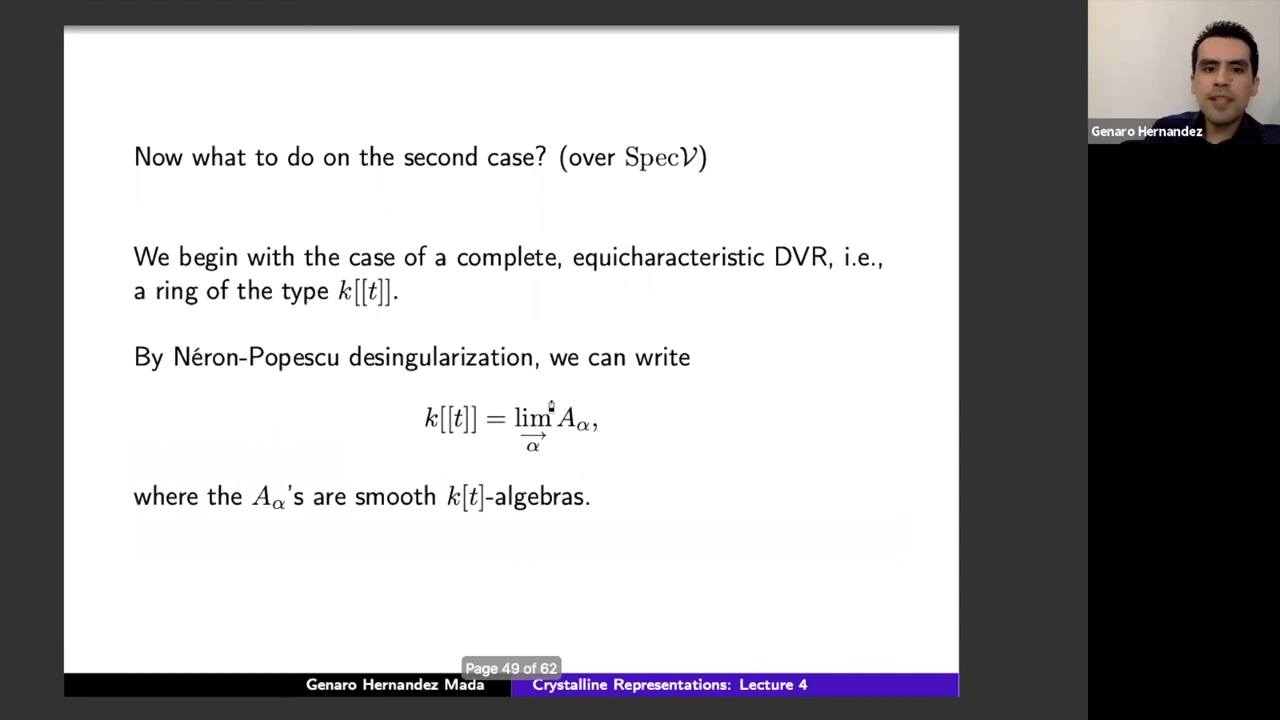 Now what to do on the second case? (over Spec𝒱)
We begin with the case of a complete, equicharacteristic DVR, i.e.,
a ring of the type k[[t]].
By Néron-Popescu desingularization, we can write
k[[t]] = lim A_α,
→
α
where the A_α's are smooth k[t]-algebras.
Page 49 of 62
Genaro Hernandez Mada Crystalline Representations: Lecture 4
Genaro Hernandez